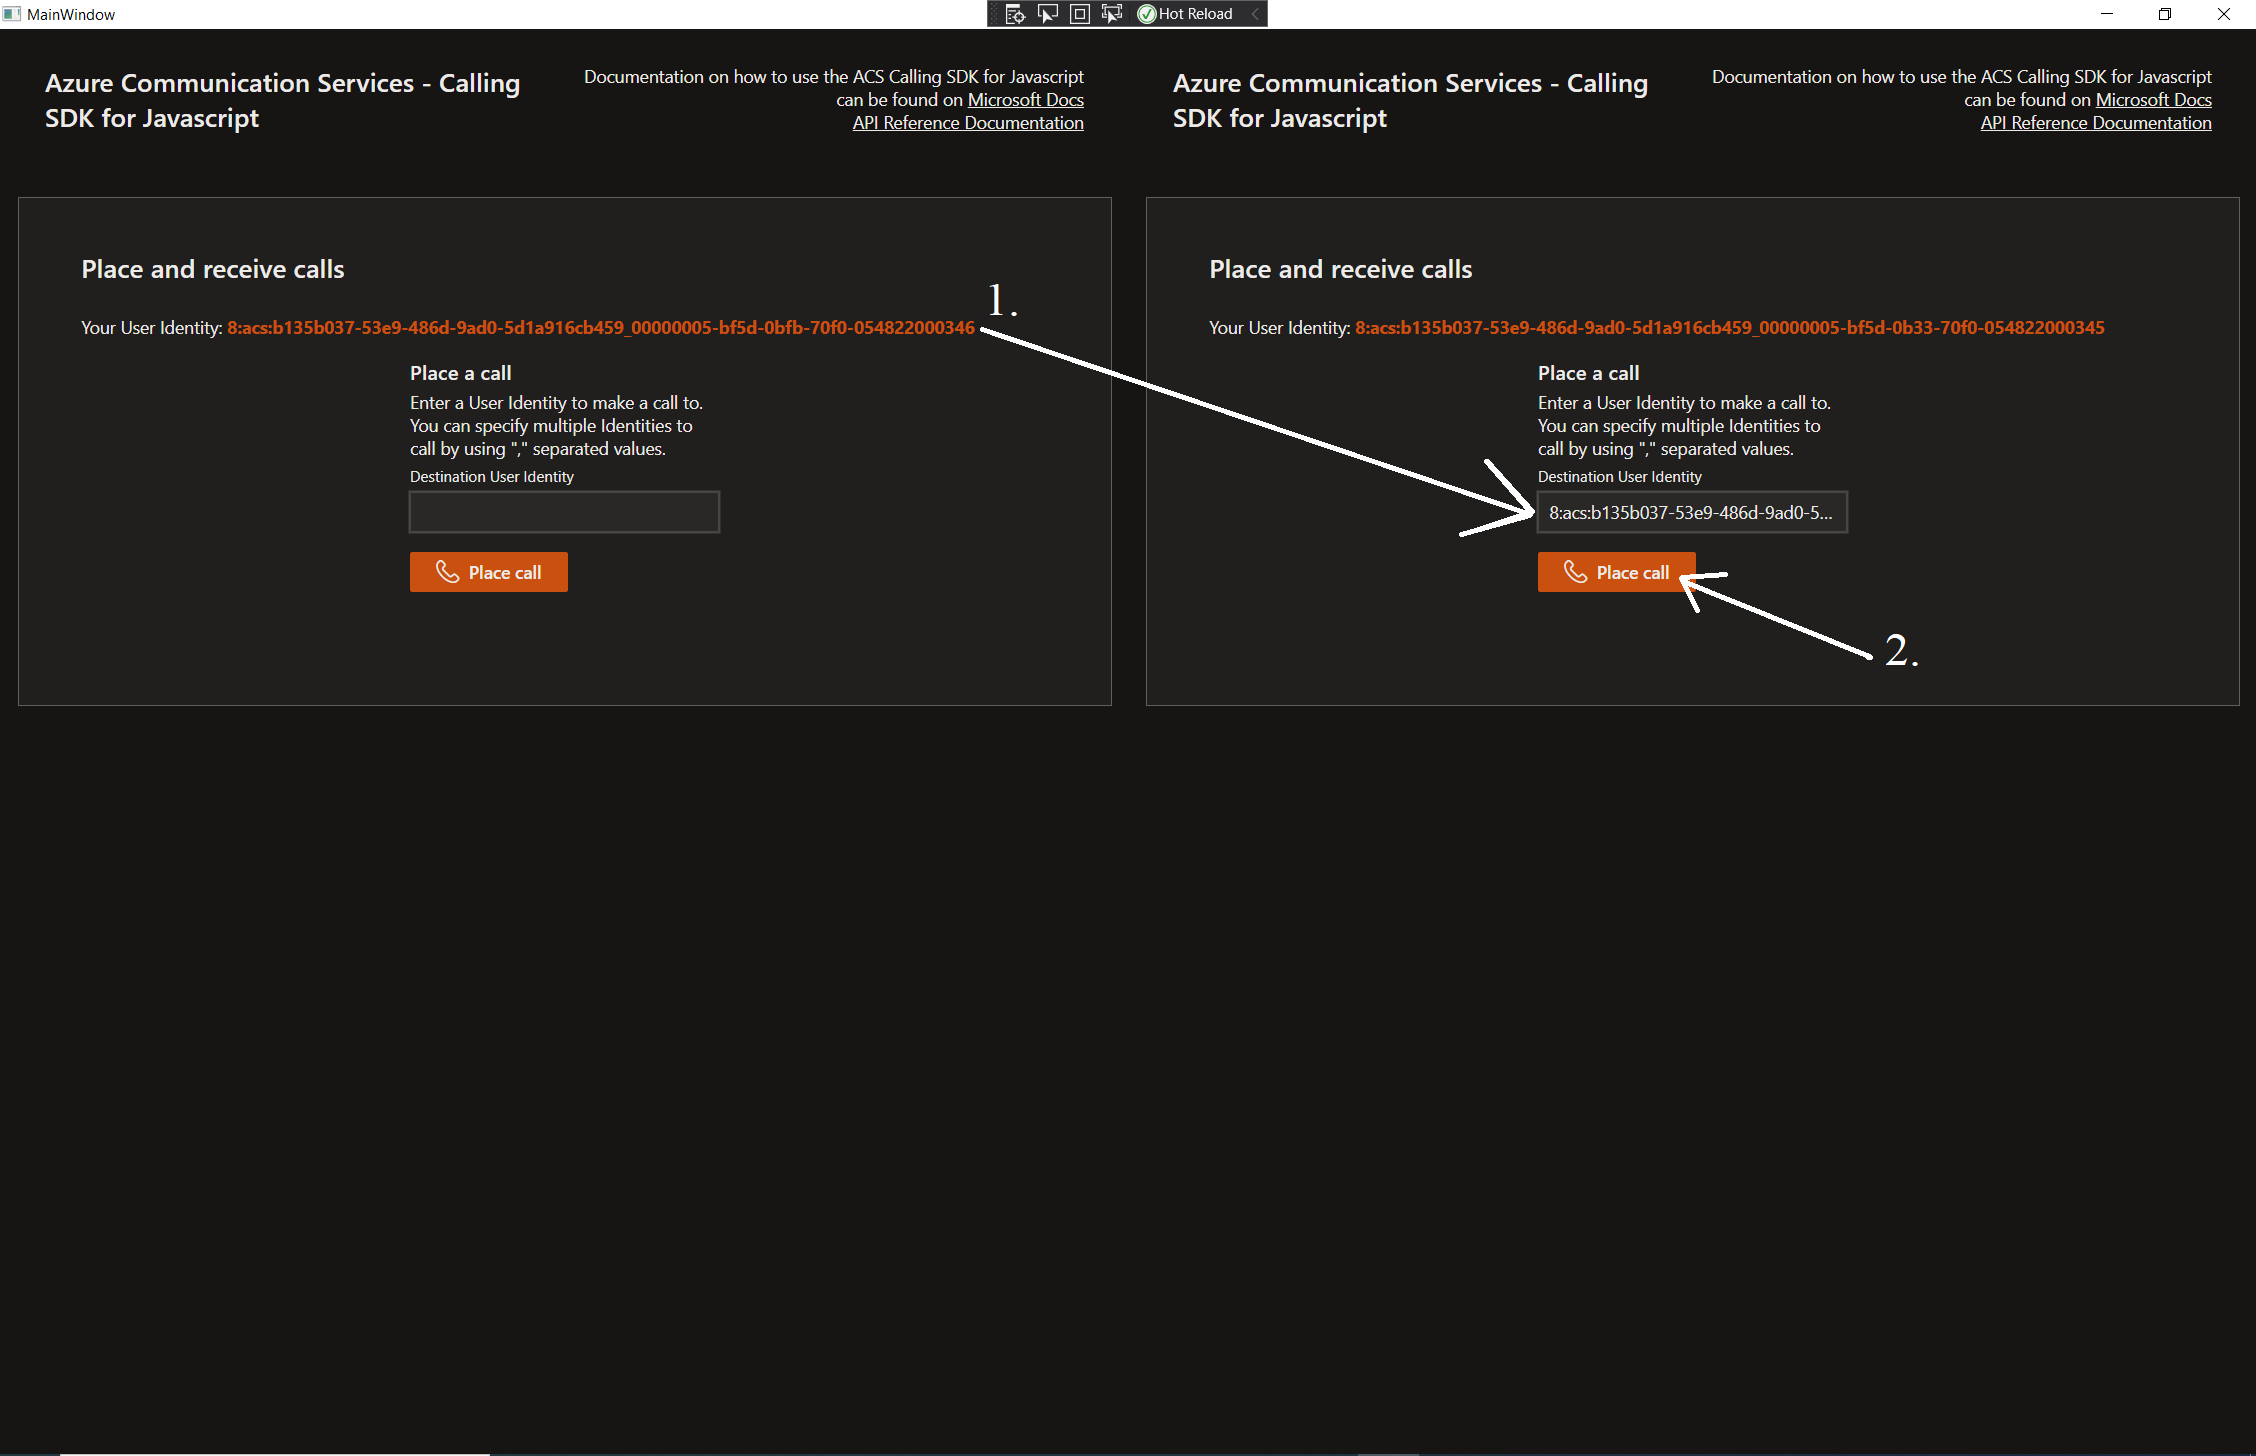 MainWindow
Hot Reload
Azure Communication Services - Calling
SDK for Javascript
Documentation on how to use the ACS Calling SDK for Javascript
can be found on Microsoft Docs
API Reference Documentation
Place and receive calls
1.
Your User Identity: 8:acs:b135b037-53e9-486d-9ad0-5d1a916cb459_00000005-bf5d-0bfb-70f0-054822000346
Place a call
Enter a User Identity to make a call to.
You can specify multiple Identities to
call by using "," separated values.
Destination User Identity
Place call
Azure Communication Services - Calling
SDK for Javascript
Documentation on how to use the ACS Calling SDK for Javascript
can be found on Microsoft Docs
API Reference Documentation
Place and receive calls
Your User Identity: 8:acs:b135b037-53e9-486d-9ad0-5d1a916cb459_00000005-bf5d-0b33-70f0-054822000345
Place a call
Enter a User Identity to make a call to.
You can specify multiple Identities to
call by using "," separated values.
Destination User Identity
8:acs:b135b037-53e9-486d-9ad0-5...
Place call
2.